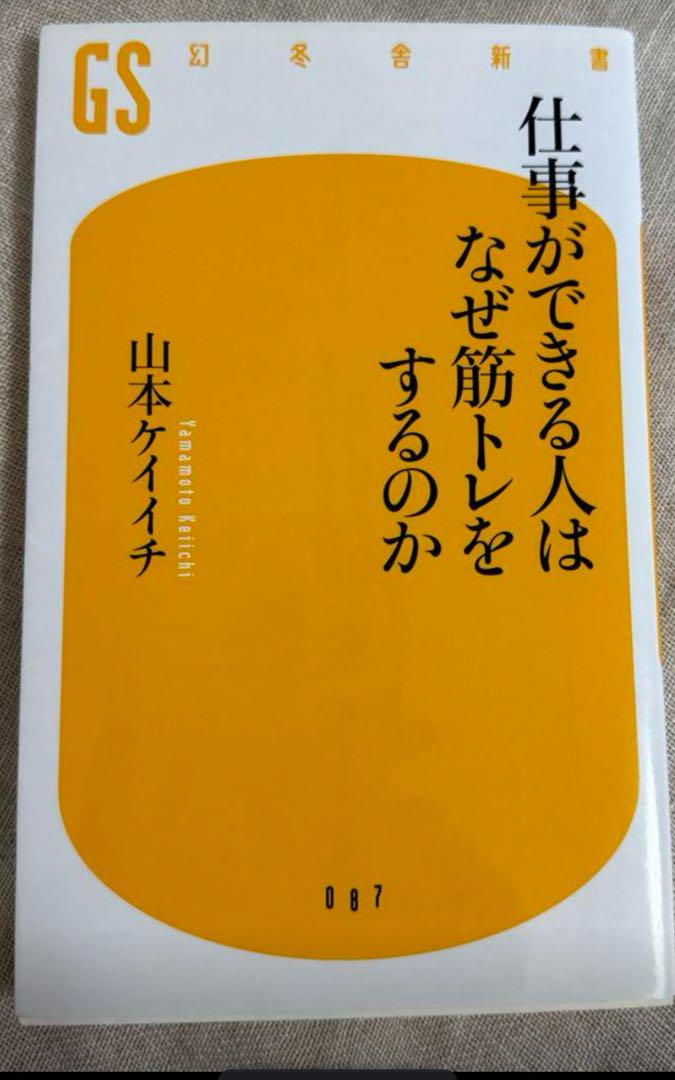 GS
幻冬舎新書
仕事ができる人は
なぜ筋トレを
するのか
山本ケイイチ
Yamamoto Keiichi
087